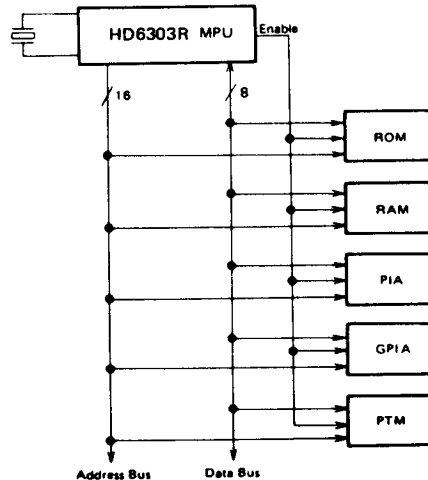 HD6303R MPU
Enable
16
8
ROM
RAM
PIA
GPIA
PTM
Address Bus
Data Bus